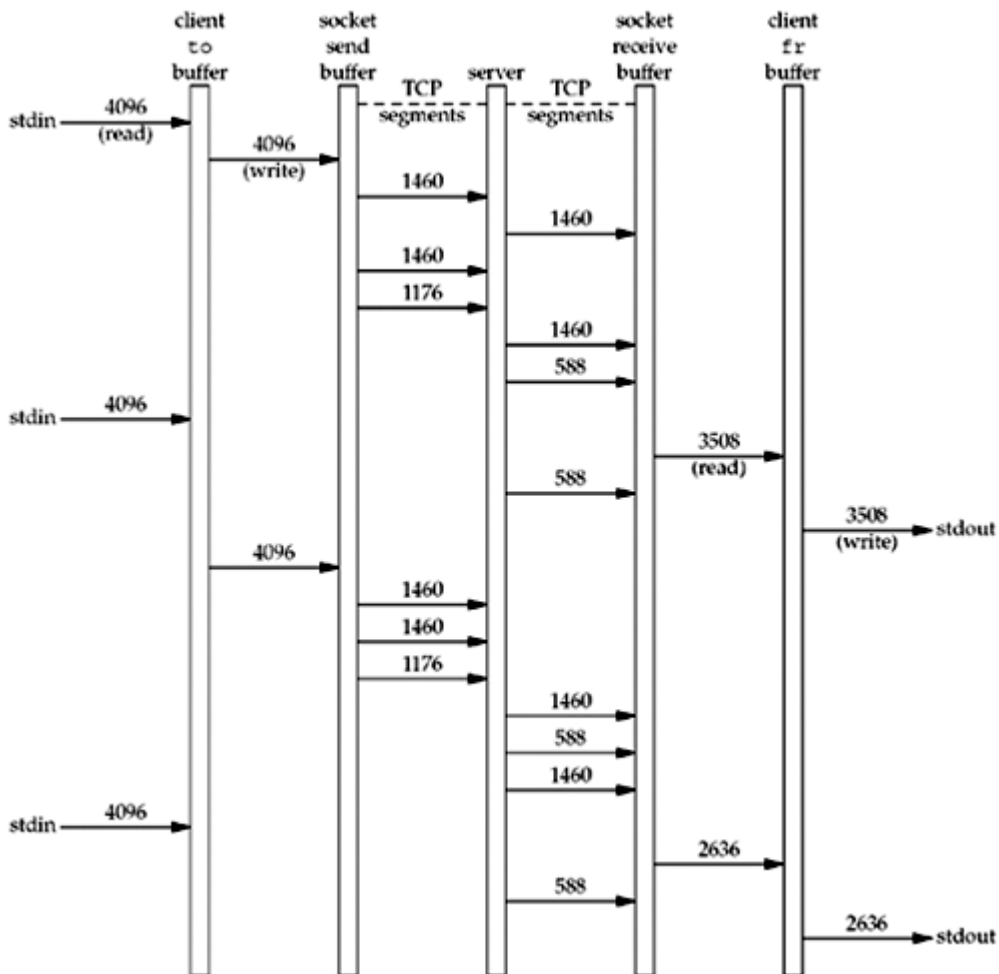 client
to
buffer
socket
send
buffer
server
socket
receive
buffer
client
fr
buffer
TCP
segments
TCP
segments
stdin
4096
(read)
4096
(write)
1460
1460
1460
1176
1460
588
stdin
4096
3508
(read)
588
3508
(write)
stdout
4096
1460
1460
1176
1460
588
1460
stdin
4096
2636
588
2636
stdout